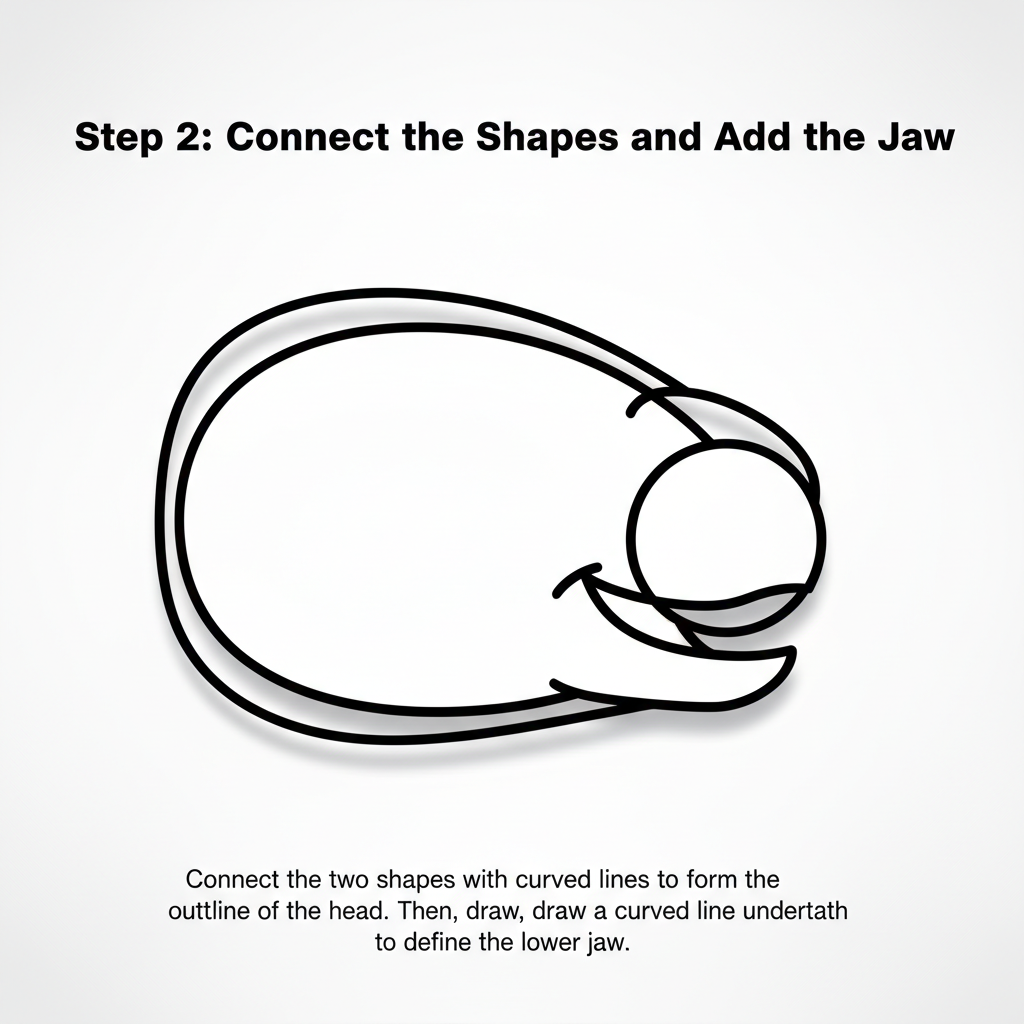 Step 2: Connect the Shapes and Add the Jaw
Connect the two shapes with curved lines to form the
outtline of the head. Then, draw, draw a curved line undertath
to define the lower jaw.